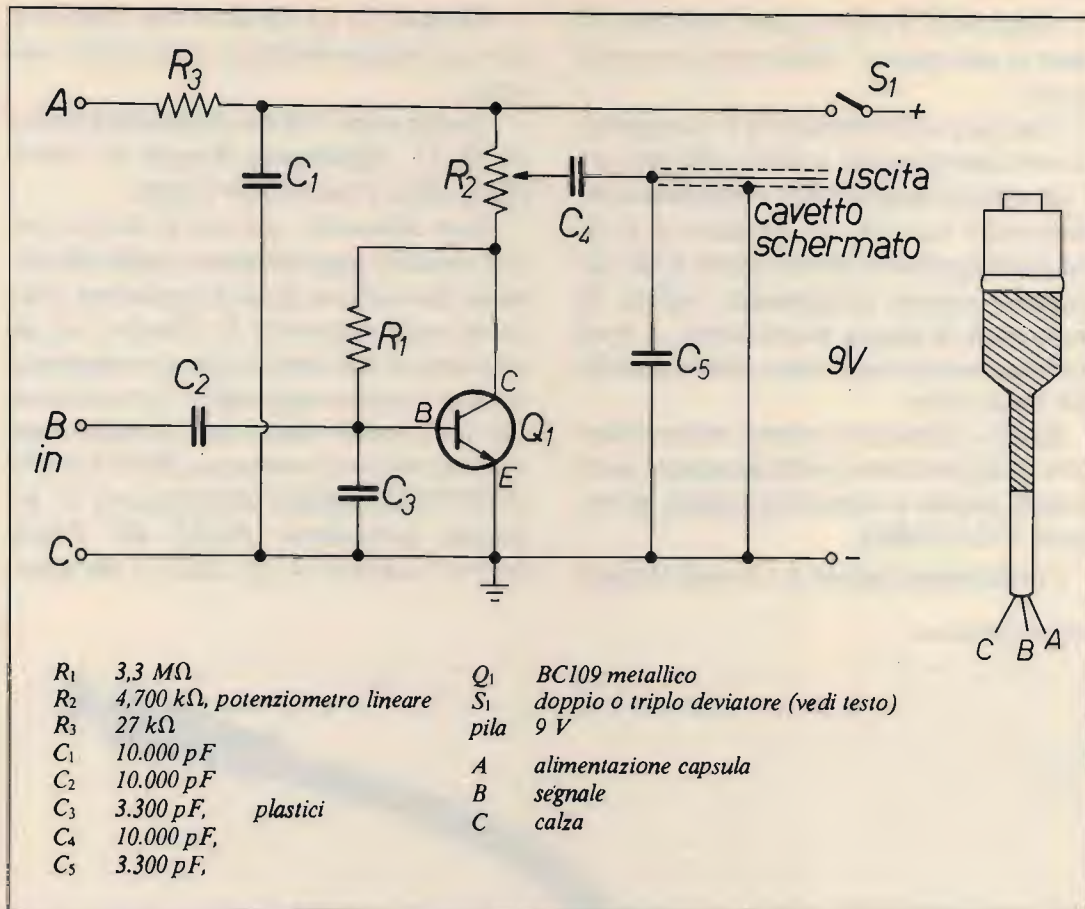 A
R3
S1
+
C1
R2
C4
uscita
cavetto
schermato
R1
C2
C5
9V
B
in
B
C
E
Q1
C3
C
-
C B A
R1 3,3 MΩ
R2 4,700 kΩ, potenziometro lineare
R3 27 kΩ
C1 10.000 pF
C2 10.000 pF
C3 3.300 pF, plastici
C4 10.000 pF,
C5 3.300 pF,
Q1 BC109 metallico
S1 doppio o triplo deviatore (vedi testo)
pila 9 V
A alimentazione capsula
B segnale
C calza